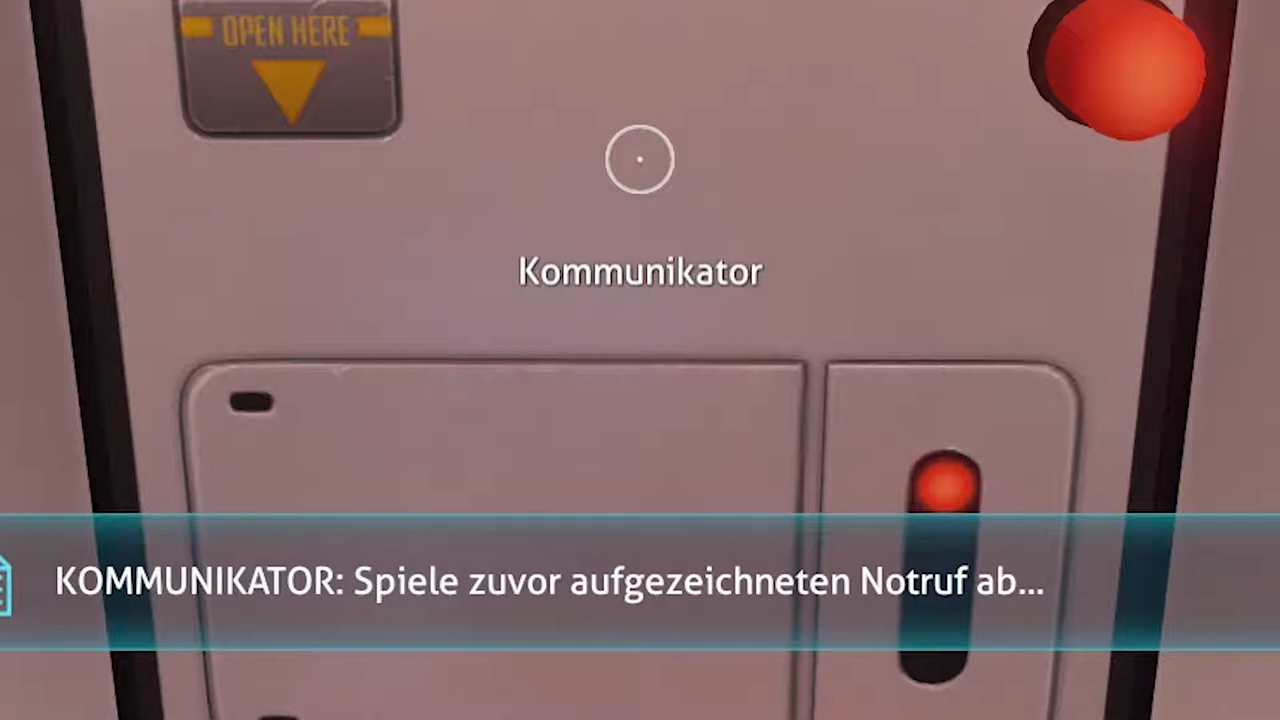 OPEN HERE
Kommunikator
KOMMUNIKATOR: Spiele zuvor aufgezeichneten Notruf ab...